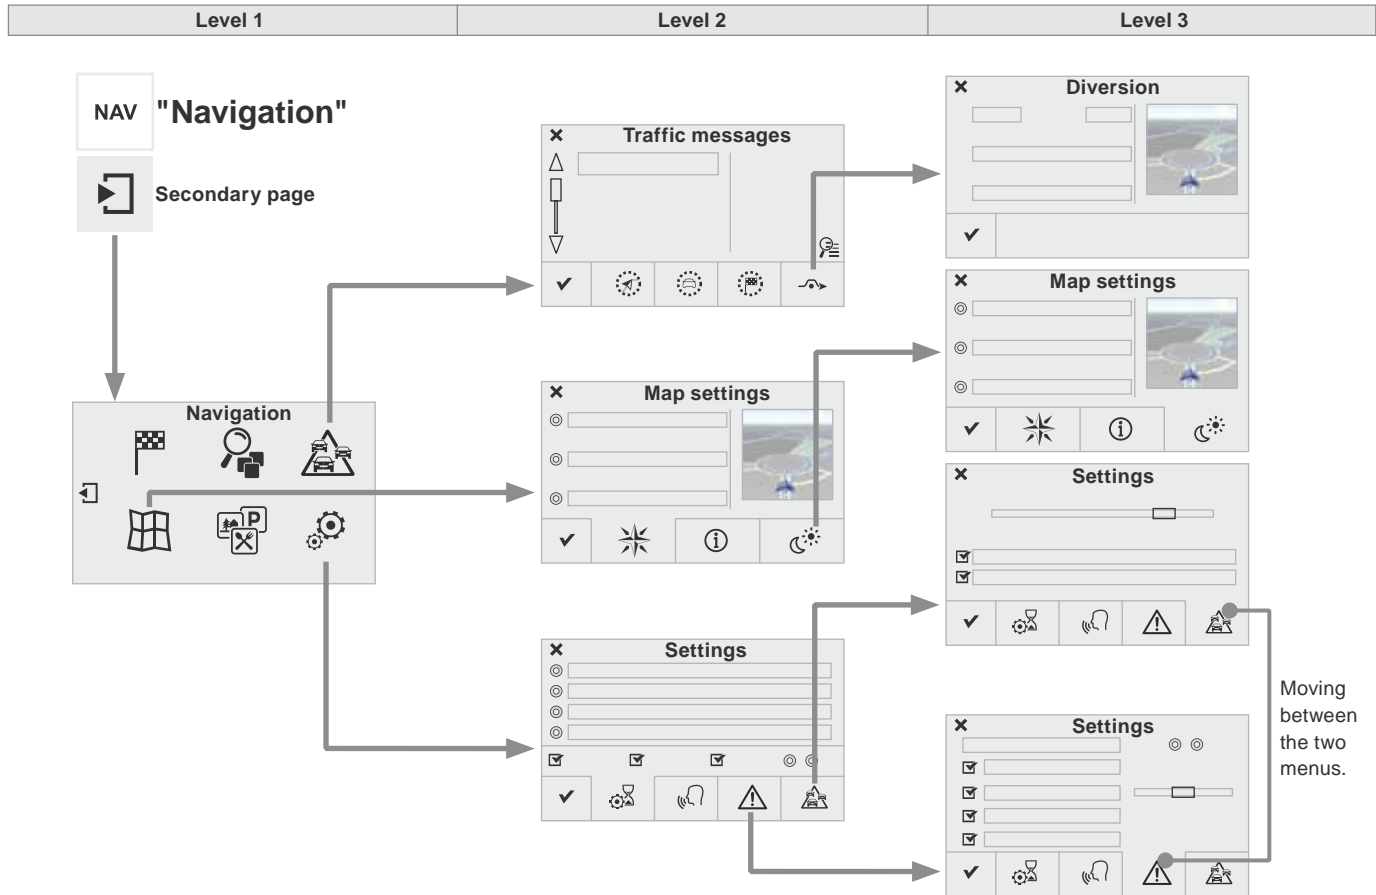 Level 1
Level 2
Level 3
NAV "Navigation"
Secondary page
Navigation
P
Traffic messages
Map settings
i
Settings
Diversion
Map settings
i
Settings
Settings
Moving
between
the two
menus.